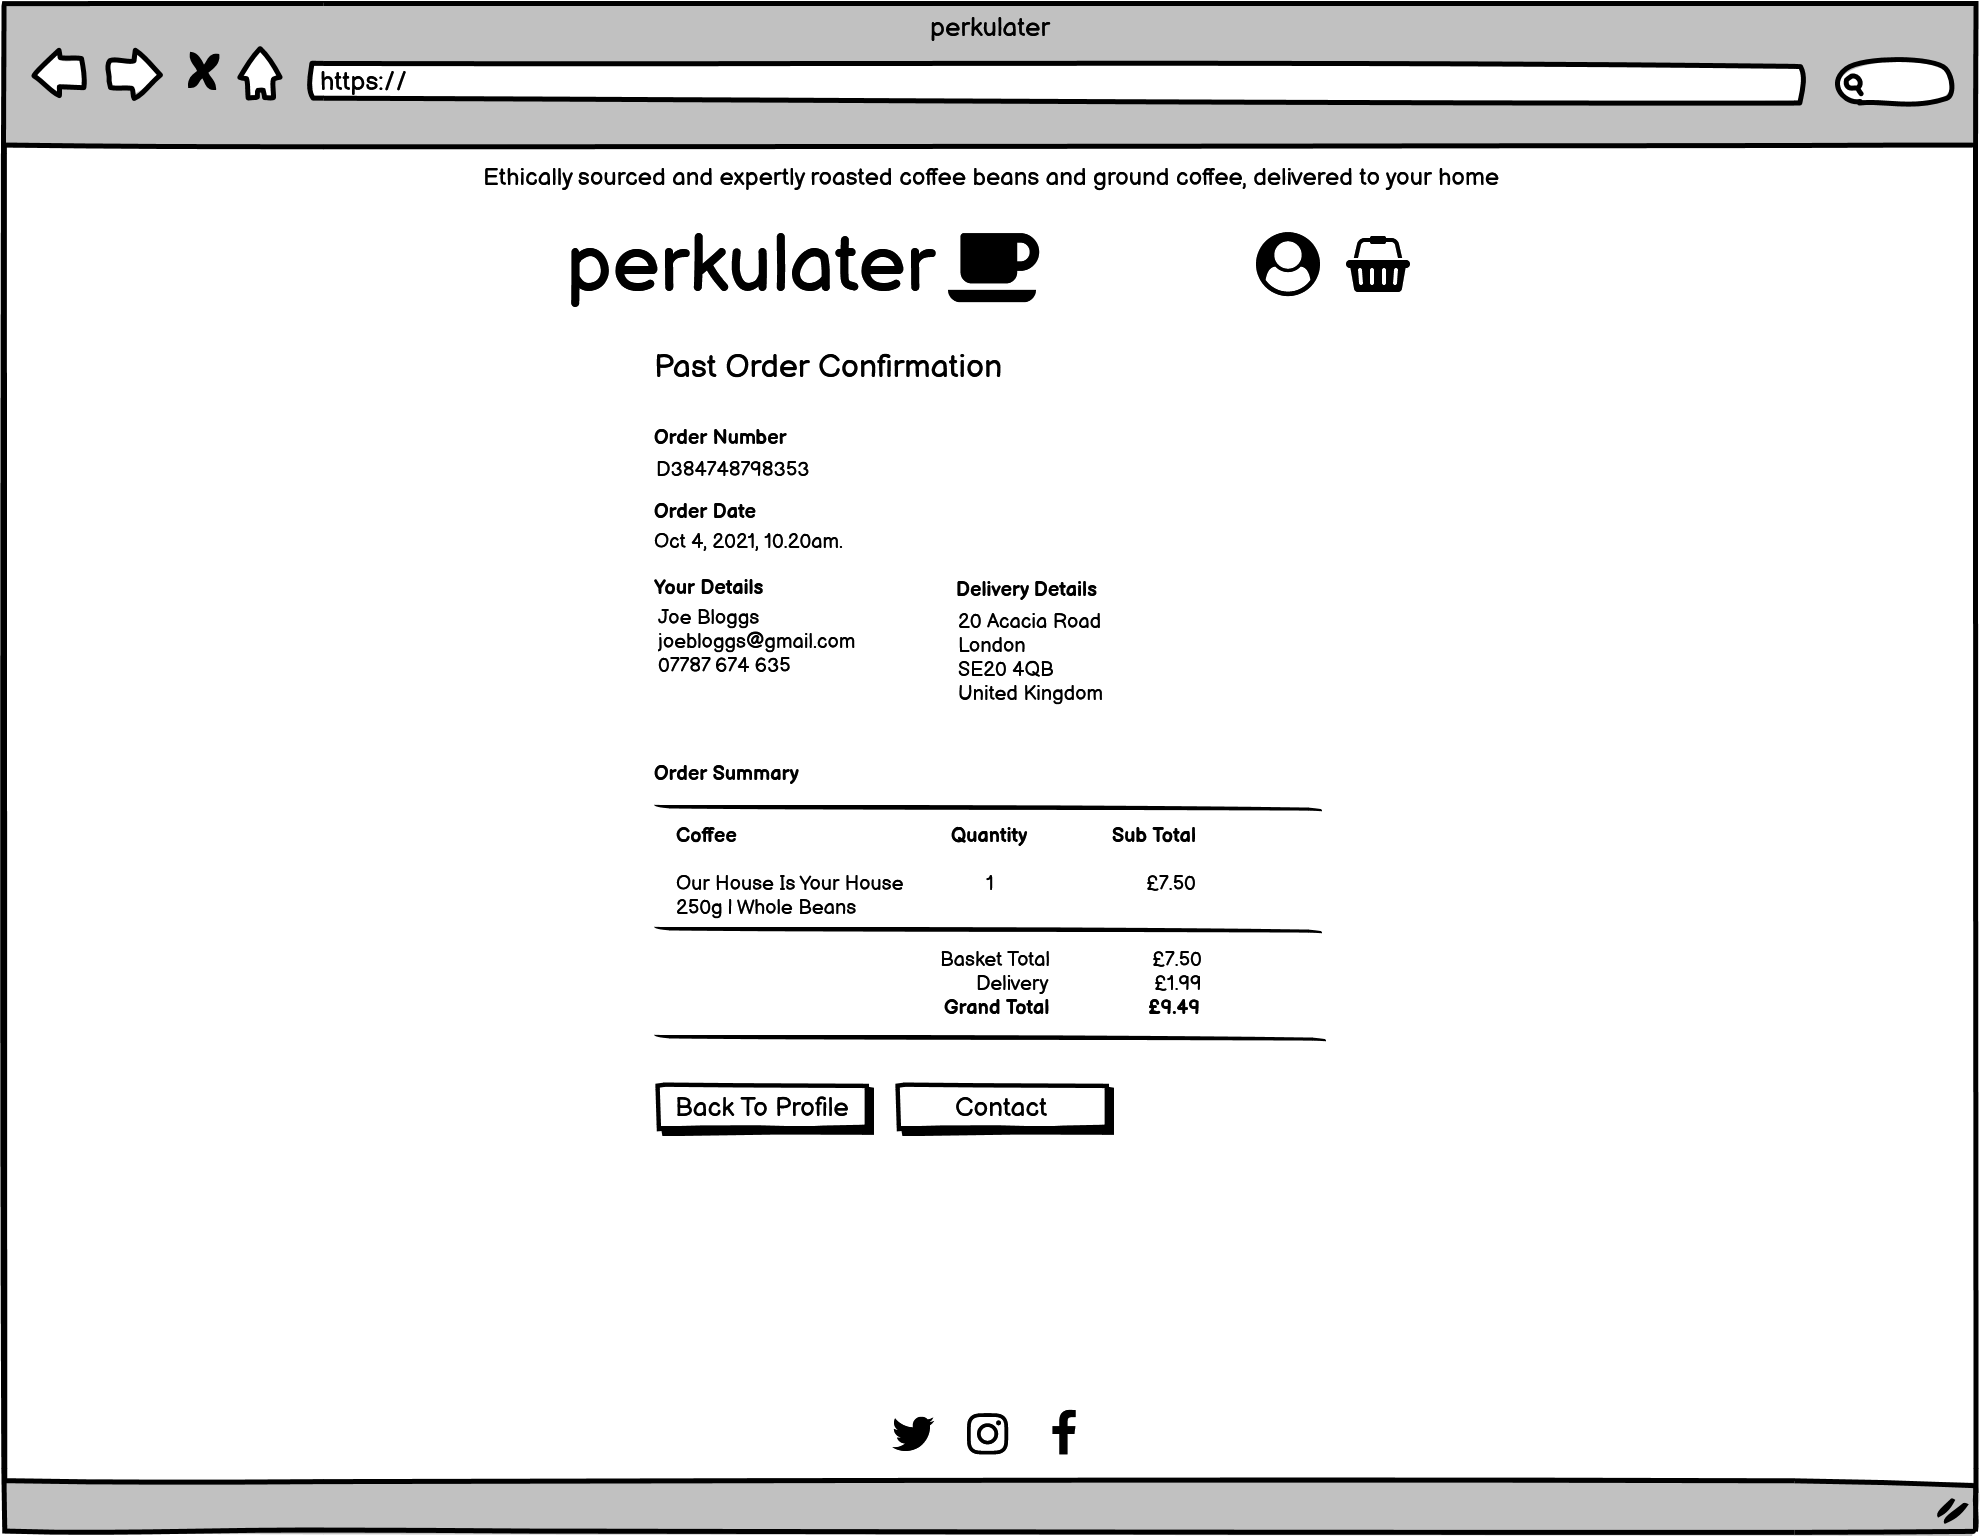 perkulater
https://
Ethically sourced and expertly roasted coffee beans and ground coffee, delivered to your home
perkulater
Past Order Confirmation
Order Number
D384748798353
Order Date
Oct 4, 2021, 10.20am.
Your Details
Joe Bloggs
joebloggs@gmail.com
07787 674 635
Delivery Details
20 Acacia Road
London
SE20 4QB
United Kingdom
Order Summary
Coffee Quantity Sub Total
Our House Is Your House 1 £7.50
250g | Whole Beans
Basket Total £7.50
Delivery £1.99
Grand Total £9.49
Back To Profile Contact